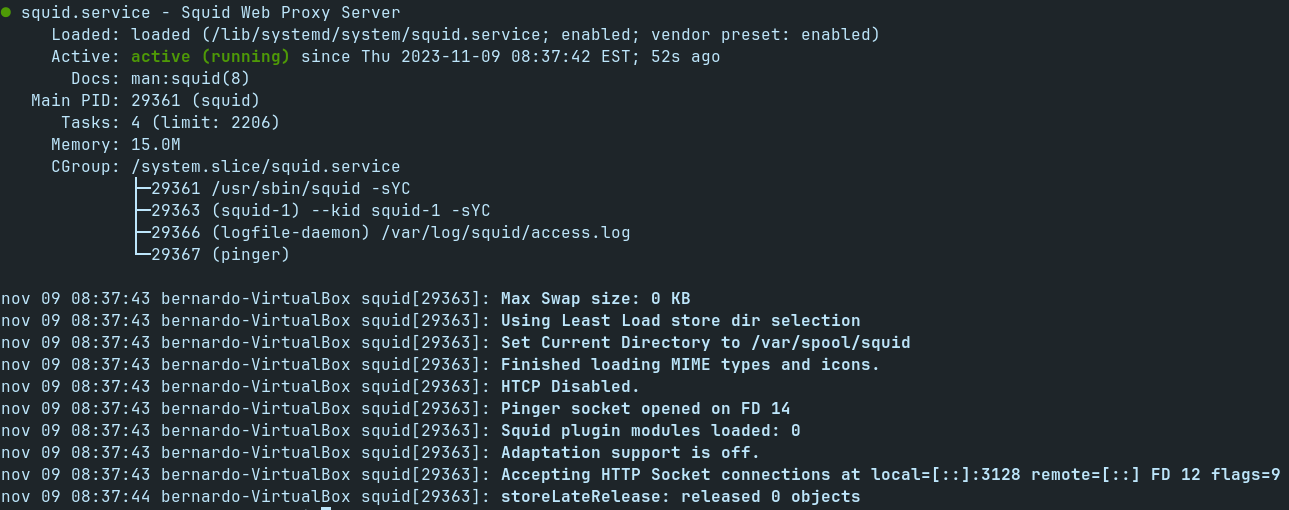 ● squid.service - Squid Web Proxy Server
     Loaded: loaded (/lib/systemd/system/squid.service; enabled; vendor preset: enabled)
     Active: active (running) since Thu 2023-11-09 08:37:42 EST; 52s ago
       Docs: man:squid(8)
   Main PID: 29361 (squid)
      Tasks: 4 (limit: 2206)
     Memory: 15.0M
     CGroup: /system.slice/squid.service
             ├─29361 /usr/sbin/squid -sYC
             ├─29363 (squid-1) --kid squid-1 -sYC
             ├─29366 (logfile-daemon) /var/log/squid/access.log
             └─29367 (pinger)

nov 09 08:37:43 bernardo-VirtualBox squid[29363]: Max Swap size: 0 KB
nov 09 08:37:43 bernardo-VirtualBox squid[29363]: Using Least Load store dir selection
nov 09 08:37:43 bernardo-VirtualBox squid[29363]: Set Current Directory to /var/spool/squid
nov 09 08:37:43 bernardo-VirtualBox squid[29363]: Finished loading MIME types and icons.
nov 09 08:37:43 bernardo-VirtualBox squid[29363]: HTCP Disabled.
nov 09 08:37:43 bernardo-VirtualBox squid[29363]: Pinger socket opened on FD 14
nov 09 08:37:43 bernardo-VirtualBox squid[29363]: Squid plugin modules loaded: 0
nov 09 08:37:43 bernardo-VirtualBox squid[29363]: Adaptation support is off.
nov 09 08:37:43 bernardo-VirtualBox squid[29363]: Accepting HTTP Socket connections at local=[::]:3128 remote=[::] FD 12 flags=9
nov 09 08:37:44 bernardo-VirtualBox squid[29363]: storeLateRelease: released 0 objects